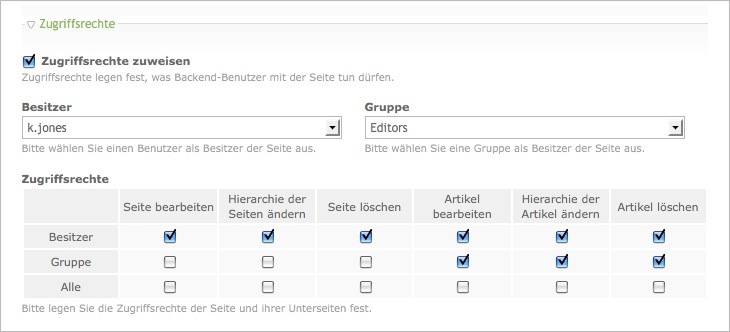 Zugriffsrechte
Zugriffsrechte zuweisen
Zugriffsrechte legen fest, was Backend-Benutzer mit der Seite tun dürfen.
Besitzer Gruppe
k.jones Editors
Bitte wählen Sie einen Benutzer als Besitzer der Seite aus. Bitte wählen Sie eine Gruppe als Besitzer der Seite aus.
Zugriffsrechte
Seite bearbeiten Hierarchie der Seiten ändern Seite löschen Artikel bearbeiten Hierarchie der Artikel ändern Artikel löschen
Besitzer
Gruppe
Alle
Bitte legen Sie die Zugriffsrechte der Seite und ihrer Unterseiten fest.